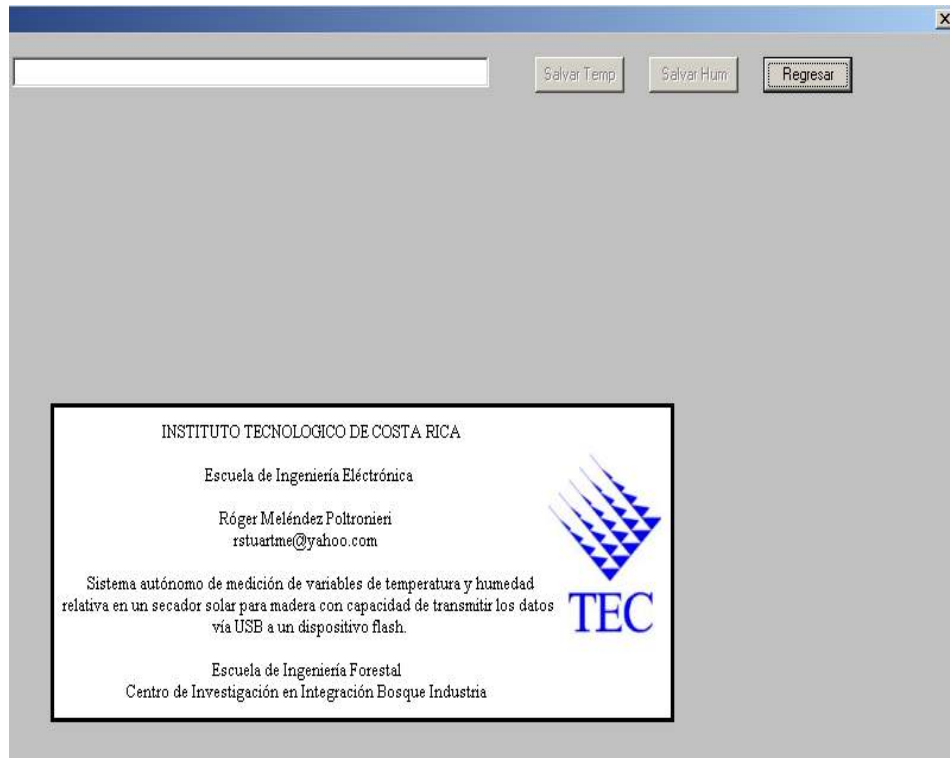 Salvar Temp
Salvar Hum
Regresar
INSTITUTO TECNOLOGICO DE COSTA RICA
Escuela de Ingeniería Eléctrónica
Róger Meléndez Poltronieri
rstuartme@yahoo.com
Sistema autónomo de medición de variables de temperatura y humedad
relativa en un secador solar para madera con capacidad de transmitir los datos
vía USB a un dispositivo flash.
TEC
Escuela de Ingeniería Forestal
Centro de Investigación en Integración Bosque Industria